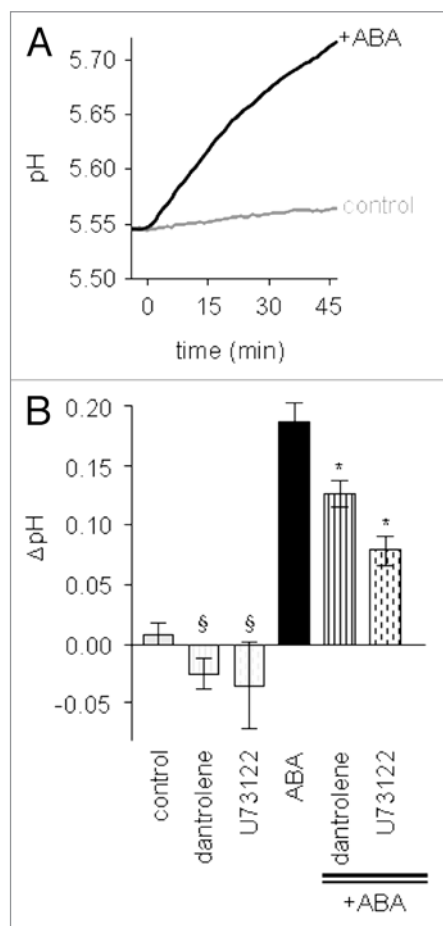 A
+ABA
control
pH
5.70
5.65
5.60
5.55
5.50
0 15 30 45
time (min)
B
ΔpH
0.20
0.15
0.10
0.05
0.00
-0.05
§ § * *
control
dantrolene
U73122
ABA
dantrolene
U73122
+ABA